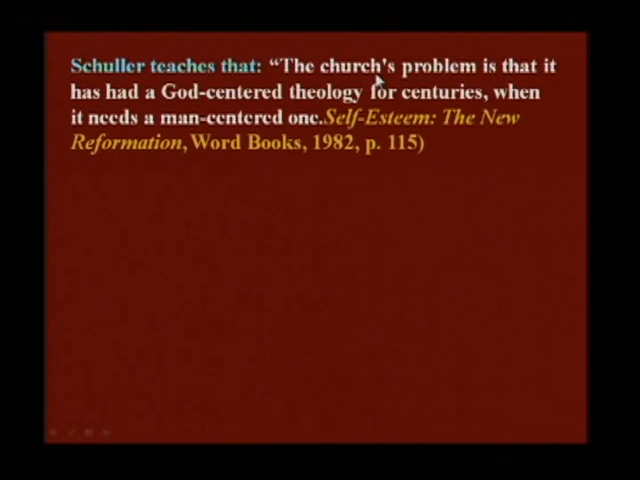 Schuller teaches that: “The church's problem is that it
has had a God-centered theology for centuries, when
it needs a man-centered one.Self-Esteem: The New
Reformation, Word Books, 1982, p. 115)